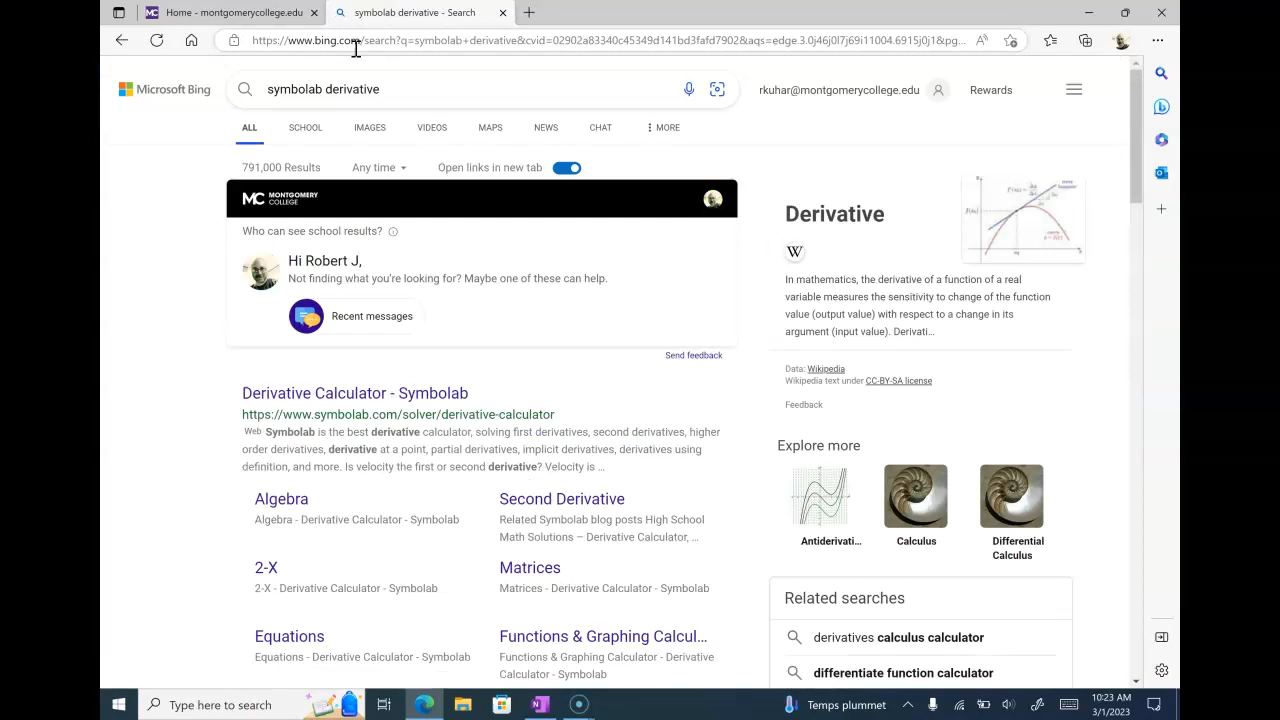 Home - montgomerycollege.edu
symbolab derivative - Search
https://www.bing.com/search?q=symbolab+derivative&cvid=02902a83340c45349d141bd3fafd7902&aqs=edge.3.0j46j0l7j69i11004.6915j0j1&pg...
Microsoft Bing
symbolab derivative
rkuhar@montgomerycollege.edu
Rewards
ALL
SCHOOL
IMAGES
VIDEOS
MAPS
NEWS
CHAT
MORE
791,000 Results
Any time
Open links in new tab
MC MONTGOMERY
COLLEGE
Who can see school results?
Hi Robert J,
Not finding what you're looking for? Maybe one of these can help.
Recent messages
Send feedback
Derivative Calculator - Symbolab
https://www.symbolab.com/solver/derivative-calculator
Web Symbolab is the best derivative calculator, solving first derivatives, second derivatives, higher
order derivatives, derivative at a point, partial derivatives, implicit derivatives, derivatives using
definition, and more. Is velocity the first or second derivative? Velocity is ...
Algebra
Algebra - Derivative Calculator - Symbolab
Second Derivative
Related Symbolab blog posts High School
Math Solutions – Derivative Calculator, ...
2-X
2-X - Derivative Calculator - Symbolab
Matrices
Matrices - Derivative Calculator - Symbolab
Equations
Equations - Derivative Calculator - Symbolab
Functions & Graphing Calcul...
Functions & Graphing Calculator - Derivative
Calculator - Symbolab
Derivative
W
In mathematics, the derivative of a function of a real
variable measures the sensitivity to change of the function
value (output value) with respect to a change in its
argument (input value). Derivati...
Data: Wikipedia
Wikipedia text under CC-BY-SA license
Feedback
Explore more
Antiderivati...
Calculus
Differential
Calculus
Related searches
derivatives calculus calculator
differentiate function calculator
Type here to search
Temps plummet
10:23 AM
3/1/2023